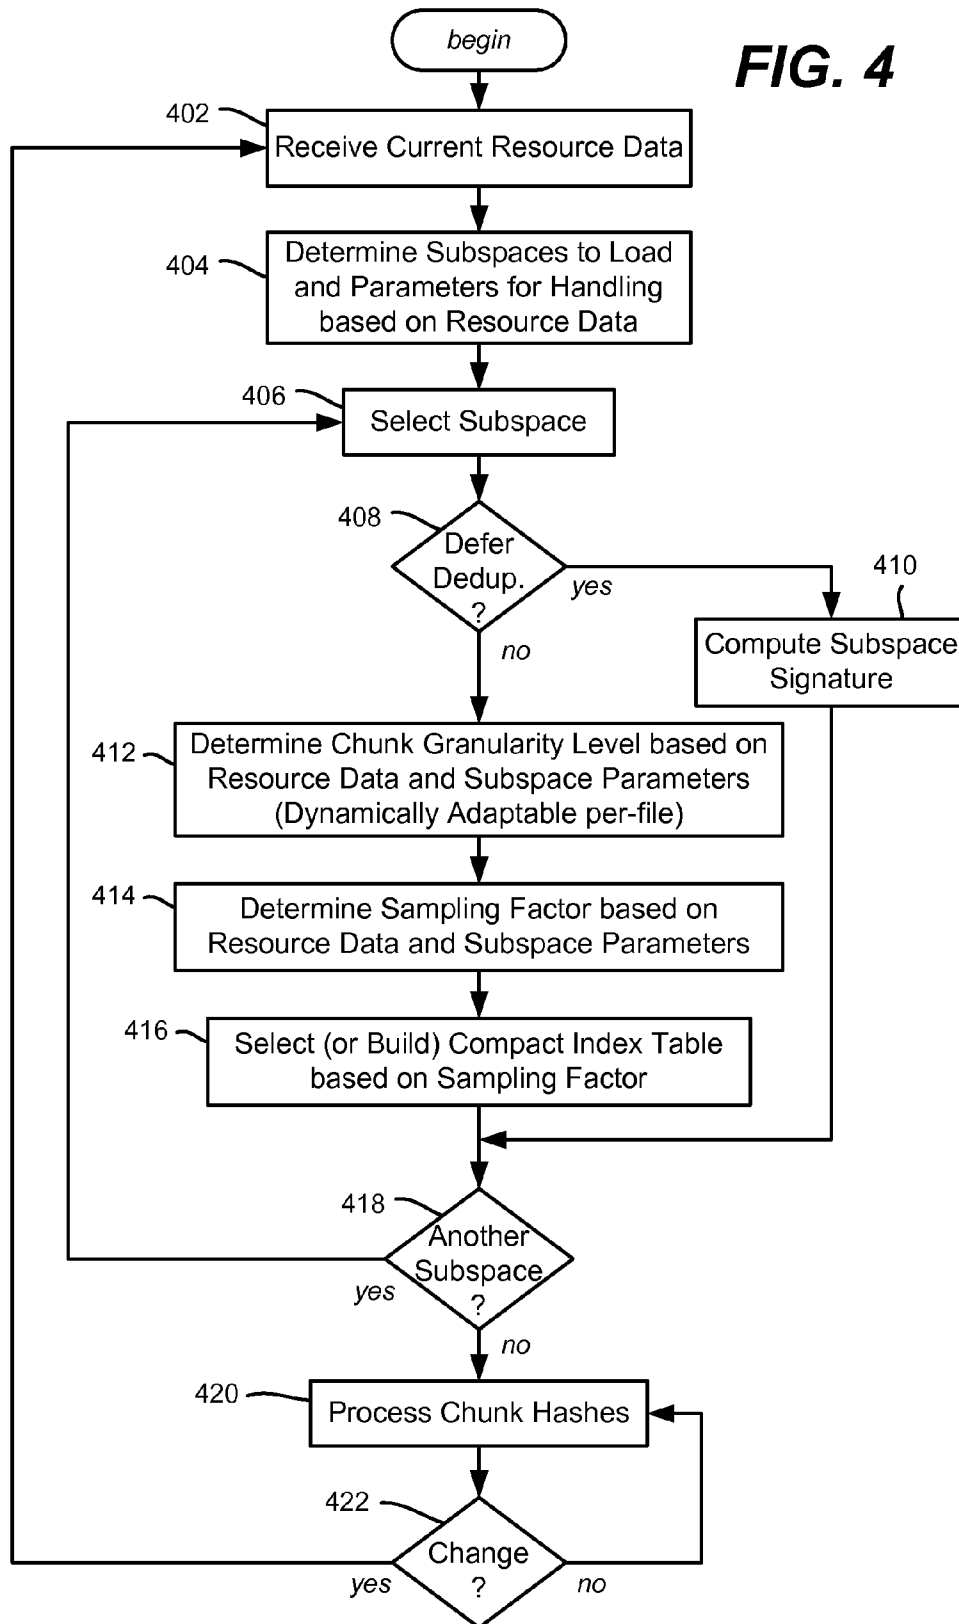 begin
FIG. 4
402
Receive Current Resource Data
404
Determine Subspaces to Load
and Parameters for Handling
based on Resource Data
406
Select Subspace
408
Defer
Dedup.
?
yes
no
410
Compute Subspace
Signature
412
Determine Chunk Granularity Level based on
Resource Data and Subspace Parameters
(Dynamically Adaptable per-file)
414
Determine Sampling Factor based on
Resource Data and Subspace Parameters
416
Select (or Build) Compact Index Table
based on Sampling Factor
418
Another
Subspace
?
yes
no
420
Process Chunk Hashes
422
Change
?
yes
no